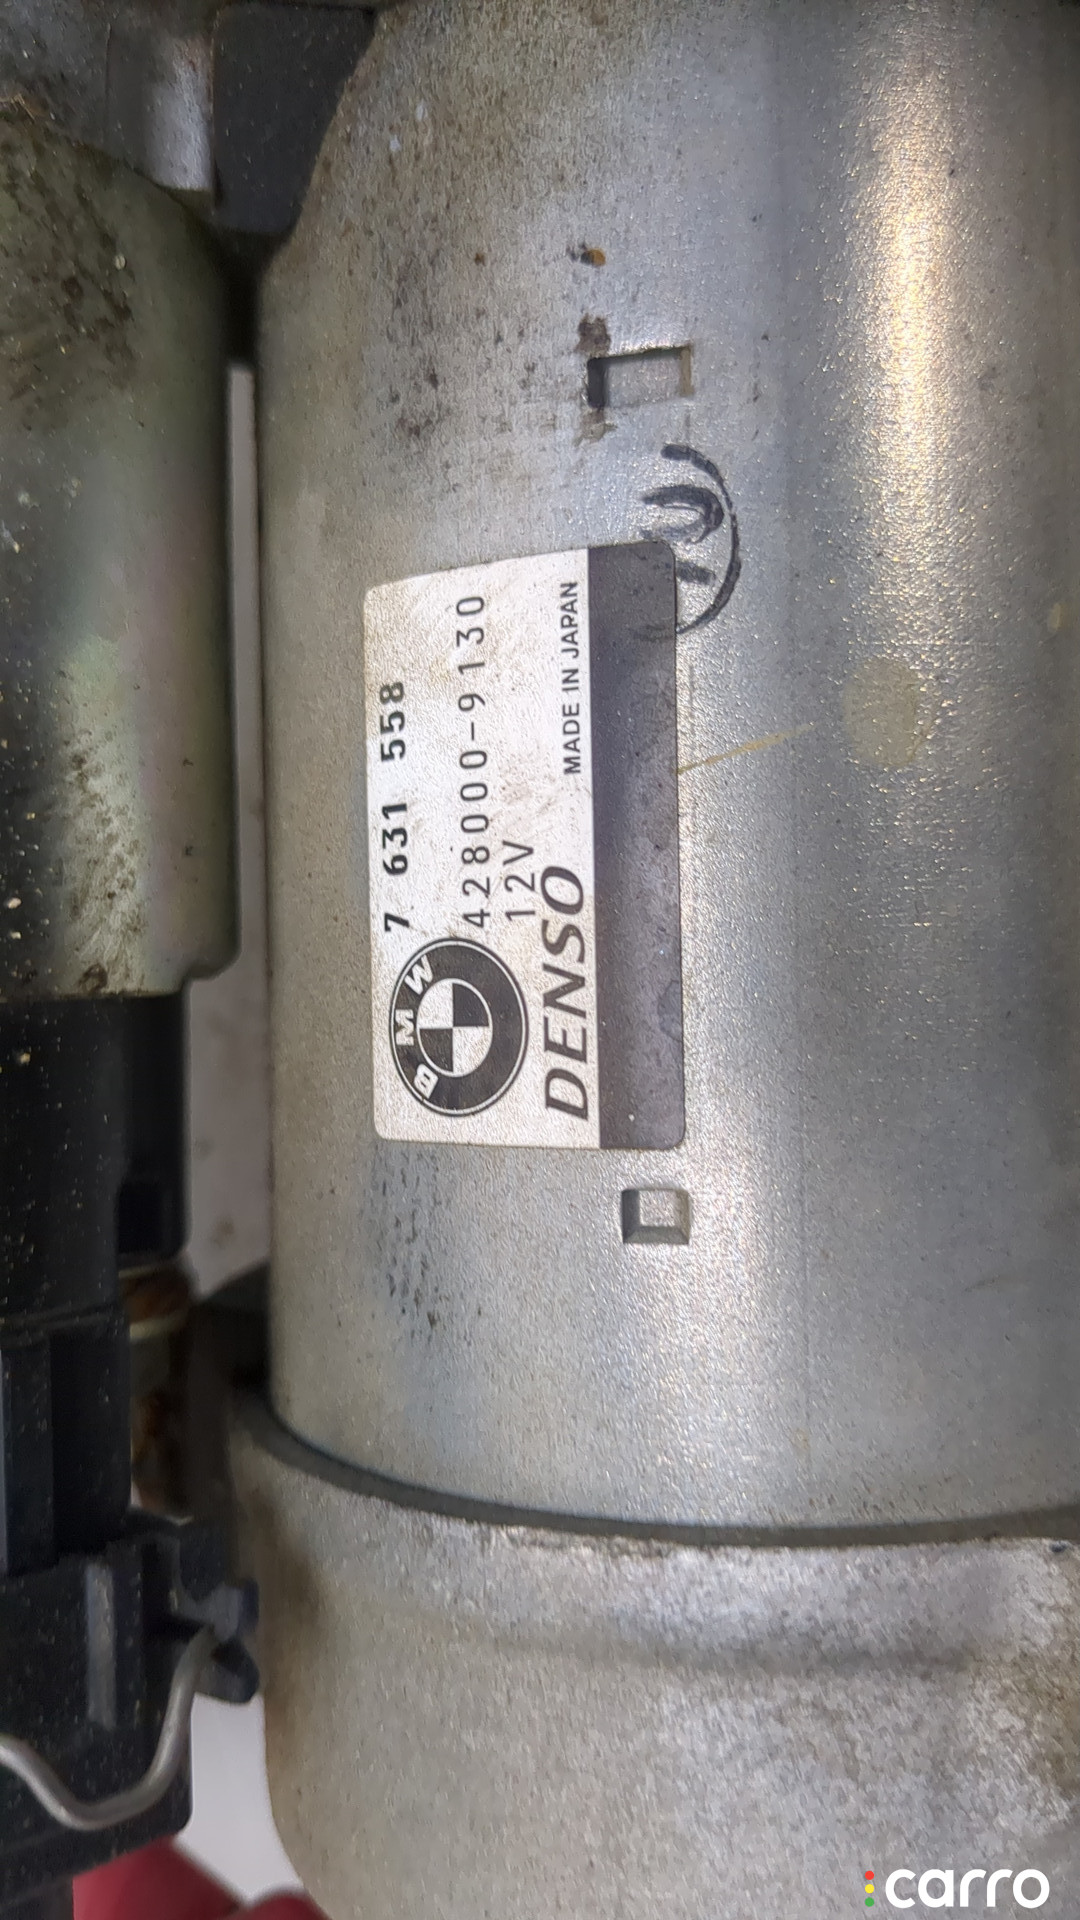 7 631 558
428000-9130
12V
BMW
DENSO
MADE IN JAPAN
carro